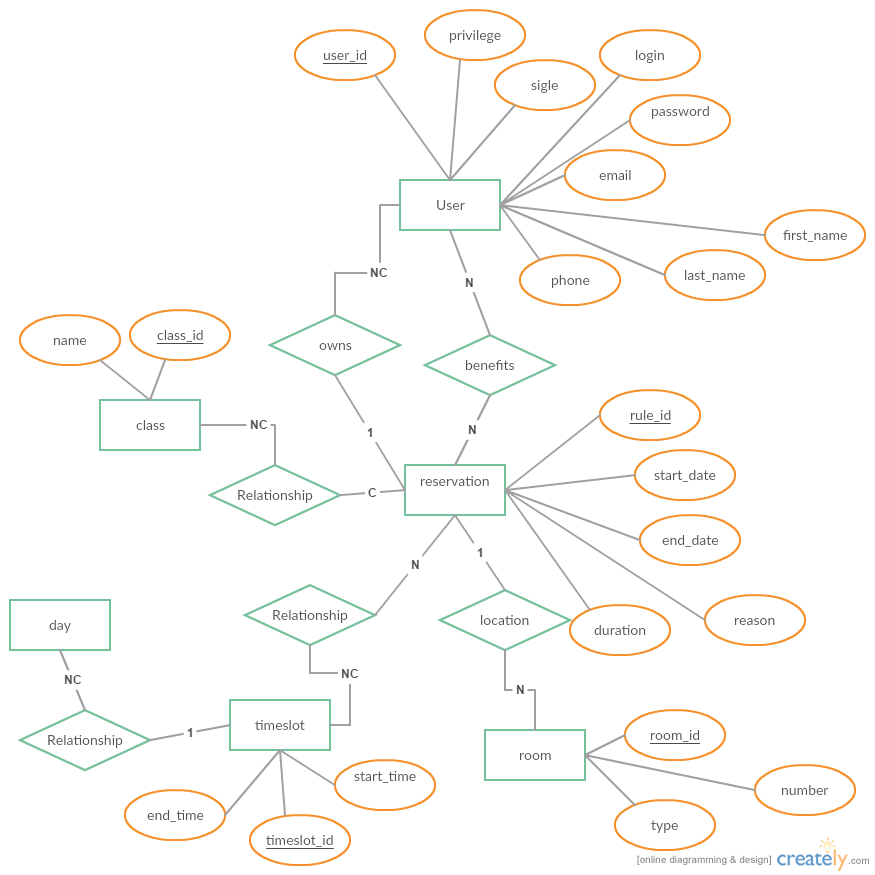 privilege
user_id
login
sigle
password
email
User
first_name
NC
last_name
N
phone
name
class_id
owns
benefits
rule_id
class
NC
1
N
start_date
reservation
Relationship
C
end_date
1
N
Relationship
location
reason
day
duration
NC
NC
N
timeslot
1
Relationship
room_id
room
start_time
number
end_time
type
timeslot_id
[online diagramming & design] creately.com